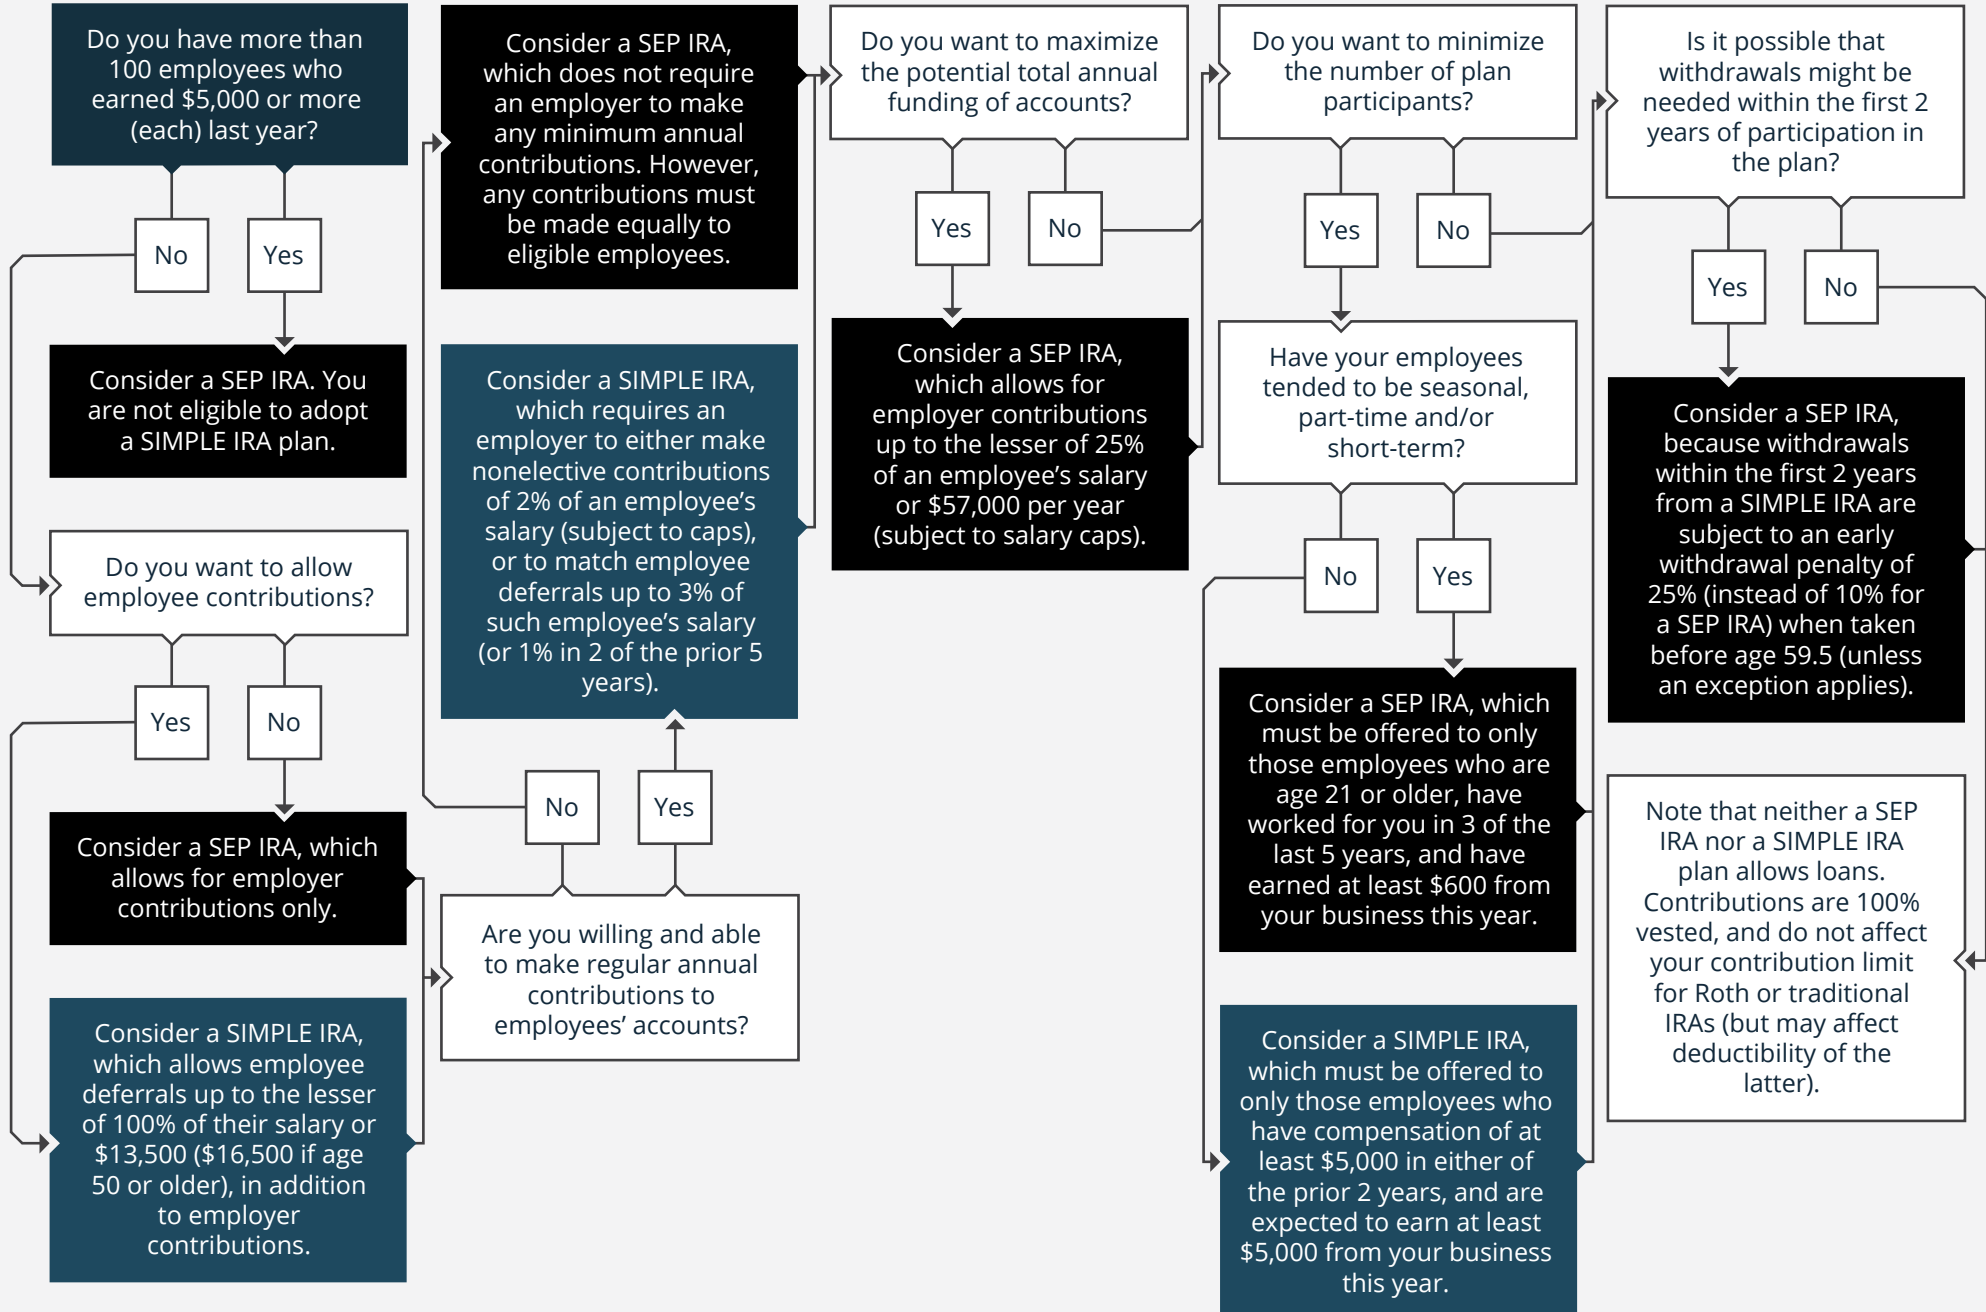 Do you have more than
100 employees who
earned $5,000 or more
(each) last year?
No
Yes
Consider a SEP IRA. You
are not eligible to adopt
a SIMPLE IRA plan.
Do you want to allow
employee contributions?
Yes
No
Consider a SEP IRA, which
allows for employer
contributions only.
Consider a SIMPLE IRA,
which allows employee
deferrals up to the lesser
of 100% of their salary or
$13,500 ($16,500 if age
50 or older), in addition
to employer
contributions.
Consider a SEP IRA,
which does not require
an employer to make
any minimum annual
contributions. However,
any contributions must
be made equally to
eligible employees.
Consider a SIMPLE IRA,
which requires an
employer to either make
nonelective contributions
of 2% of an employee’s
salary (subject to caps),
or to match employee
deferrals up to 3% of
such employee’s salary
(or 1% in 2 of the prior 5
years).
No
Yes
Are you willing and able
to make regular annual
contributions to
employees’ accounts?
Do you want to maximize
the potential total annual
funding of accounts?
Yes
No
Consider a SEP IRA,
which allows for
employer contributions
up to the lesser of 25%
of an employee’s salary
or $57,000 per year
(subject to salary caps).
Do you want to minimize
the number of plan
participants?
Yes
No
Have your employees
tended to be seasonal,
part-time and/or
short-term?
No
Yes
Consider a SEP IRA, which
must be offered to only
those employees who are
age 21 or older, have
worked for you in 3 of the
last 5 years, and have
earned at least $600 from
your business this year.
Consider a SIMPLE IRA,
which must be offered to
only those employees who
have compensation of at
least $5,000 in either of
the prior 2 years, and are
expected to earn at least
$5,000 from your business
this year.
Is it possible that
withdrawals might be
needed within the first 2
years of participation in
the plan?
Yes
No
Consider a SEP IRA,
because withdrawals
within the first 2 years
from a SIMPLE IRA are
subject to an early
withdrawal penalty of
25% (instead of 10% for
a SEP IRA) when taken
before age 59.5 (unless
an exception applies).
Note that neither a SEP
IRA nor a SIMPLE IRA
plan allows loans.
Contributions are 100%
vested, and do not affect
your contribution limit
for Roth or traditional
IRAs (but may affect
deductibility of the
latter).